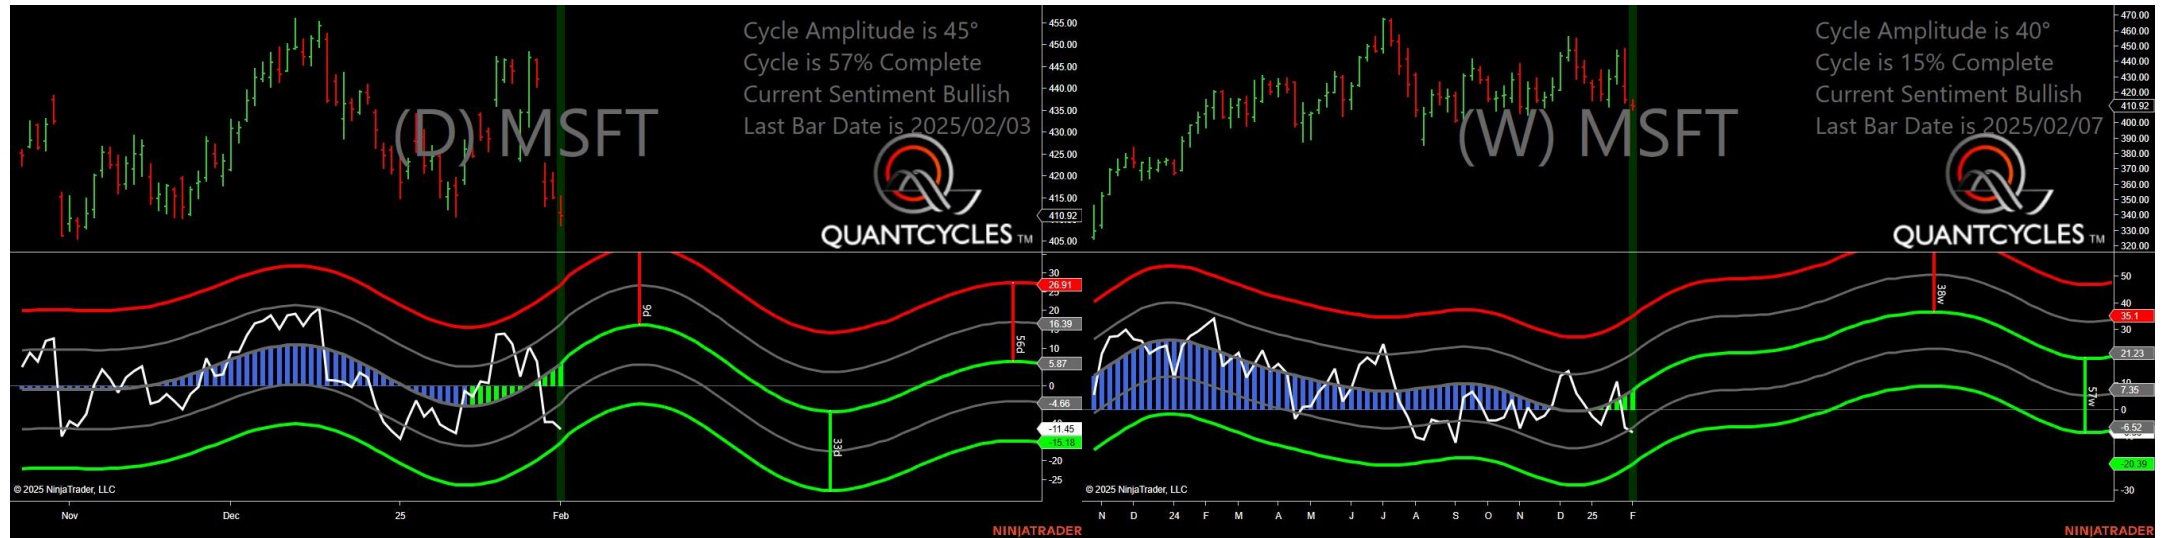 Cycle Amplitude is 45°
Cycle is 57% Complete
Current Sentiment Bullish
Last Bar Date is 2025/02/03
(D) MSFT
QUANTCYCLES TM
455.00
450.00
445.00
440.00
435.00
430.00
425.00
420.00
415.00
410.92
405.00
9d
33d
56d
30
26.91
25
20
16.39
10
5.87
0
-4.66
-11.45
-15.18
-20
-25
© 2025 NinjaTrader, LLC
Nov
Dec
25
Feb
NINJATRADER
Cycle Amplitude is 40°
Cycle is 15% Complete
Current Sentiment Bullish
Last Bar Date is 2025/02/07
(W) MSFT
QUANTCYCLES TM
470.00
460.00
450.00
440.00
430.00
420.00
410.92
400.00
390.00
380.00
370.00
360.00
350.00
340.00
330.00
320.00
38w
57w
50
40
35.1
30
21.23
10
7.35
0
-6.52
-20.39
-30
© 2025 NinjaTrader, LLC
N
D
24
F
M
A
M
J
J
A
S
O
N
D
25
F
NINJATRADER